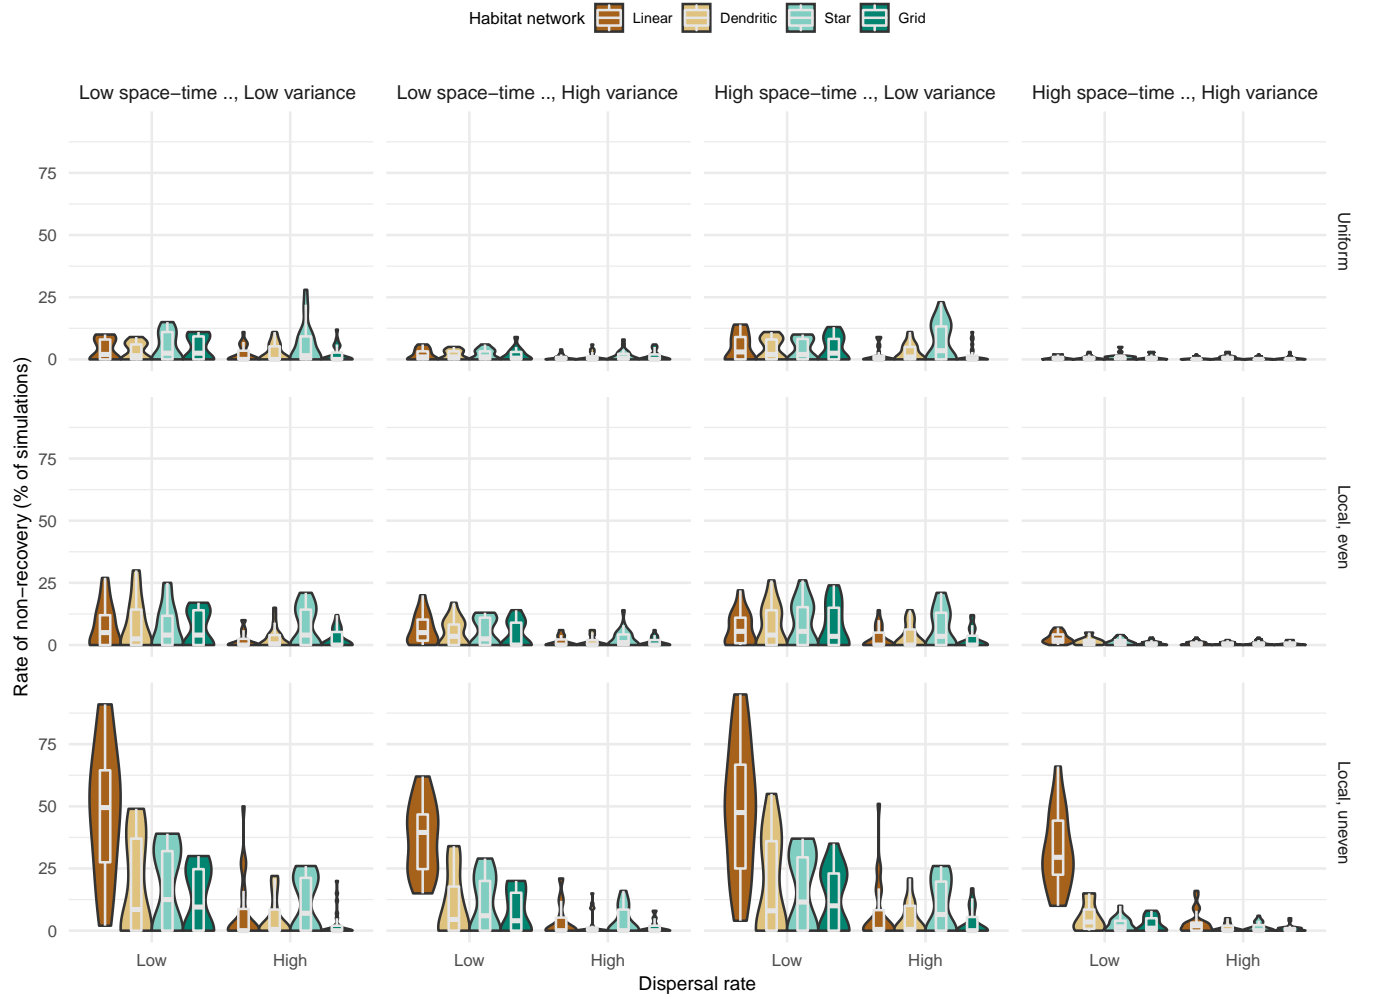 Habitat network Linear Dendritic Star Grid
Low space−time .., Low variance Low space−time .., High variance High space−time .., Low variance High space−time .., High variance
75
50
25
0
Uniform
75
50
25
0
Local, even
75
50
25
0
Local, uneven
Rate of non−recovery (% of simulations)
Low High Low High Low High Low High
Dispersal rate